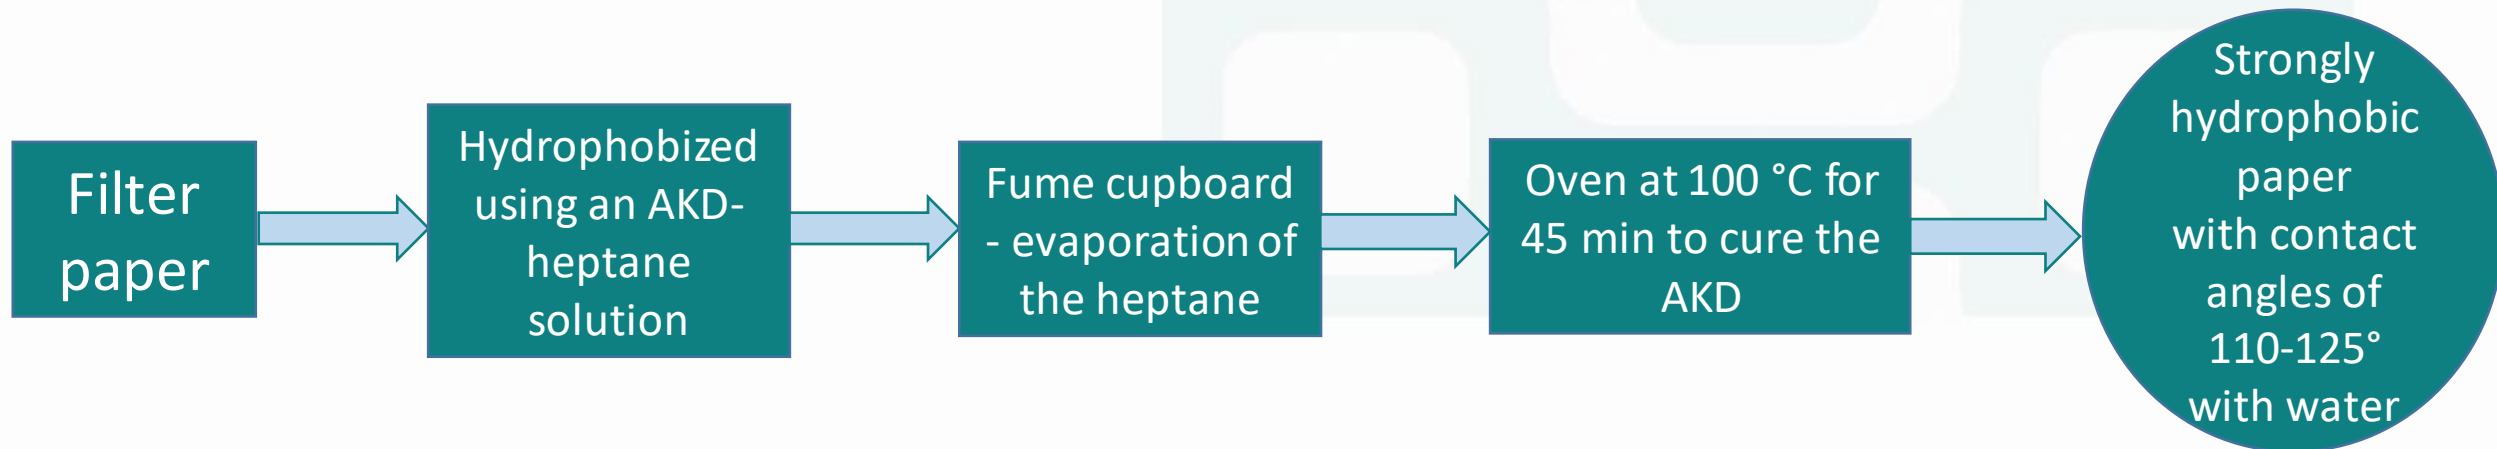 Filter
paper
Hydrophobized
using an AKD-
heptane
solution
Fume cupboard
- evaporation of
the heptane
Oven at 100 °C for
45 min to cure the
AKD
Strongly
hydrophobic
paper
with contact
angles of
110-125°
with water